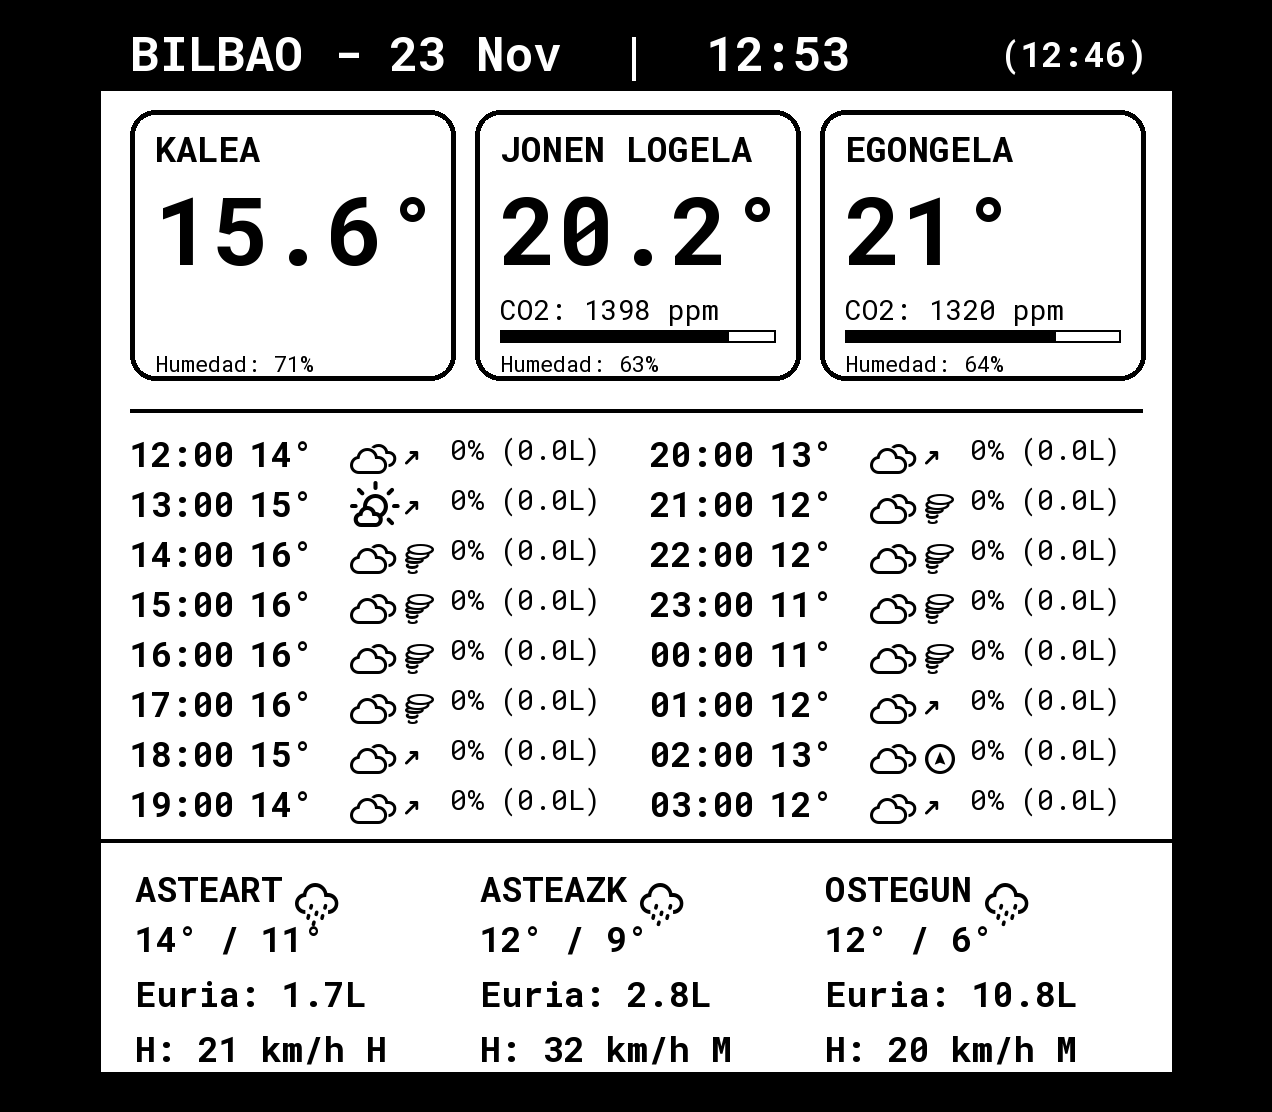 BILBAO - 23 Nov | 12:53 (12:46)
KALEA
15.6°
Humedad: 71%
JONEN LOGELA
20.2°
CO2: 1398 ppm
Humedad: 63%
EGONGELA
21°
CO2: 1320 ppm
Humedad: 64%
12:00 14° 0% (0.0L)
13:00 15° 0% (0.0L)
14:00 16° 0% (0.0L)
15:00 16° 0% (0.0L)
16:00 16° 0% (0.0L)
17:00 16° 0% (0.0L)
18:00 15° 0% (0.0L)
19:00 14° 0% (0.0L)
20:00 13° 0% (0.0L)
21:00 12° 0% (0.0L)
22:00 12° 0% (0.0L)
23:00 11° 0% (0.0L)
00:00 11° 0% (0.0L)
01:00 12° 0% (0.0L)
02:00 13° 0% (0.0L)
03:00 12° 0% (0.0L)
ASTEART
14° / 11°
Euria: 1.7L
H: 21 km/h H
ASTEAZK
12° / 9°
Euria: 2.8L
H: 32 km/h M
OSTEGUN
12° / 6°
Euria: 10.8L
H: 20 km/h M